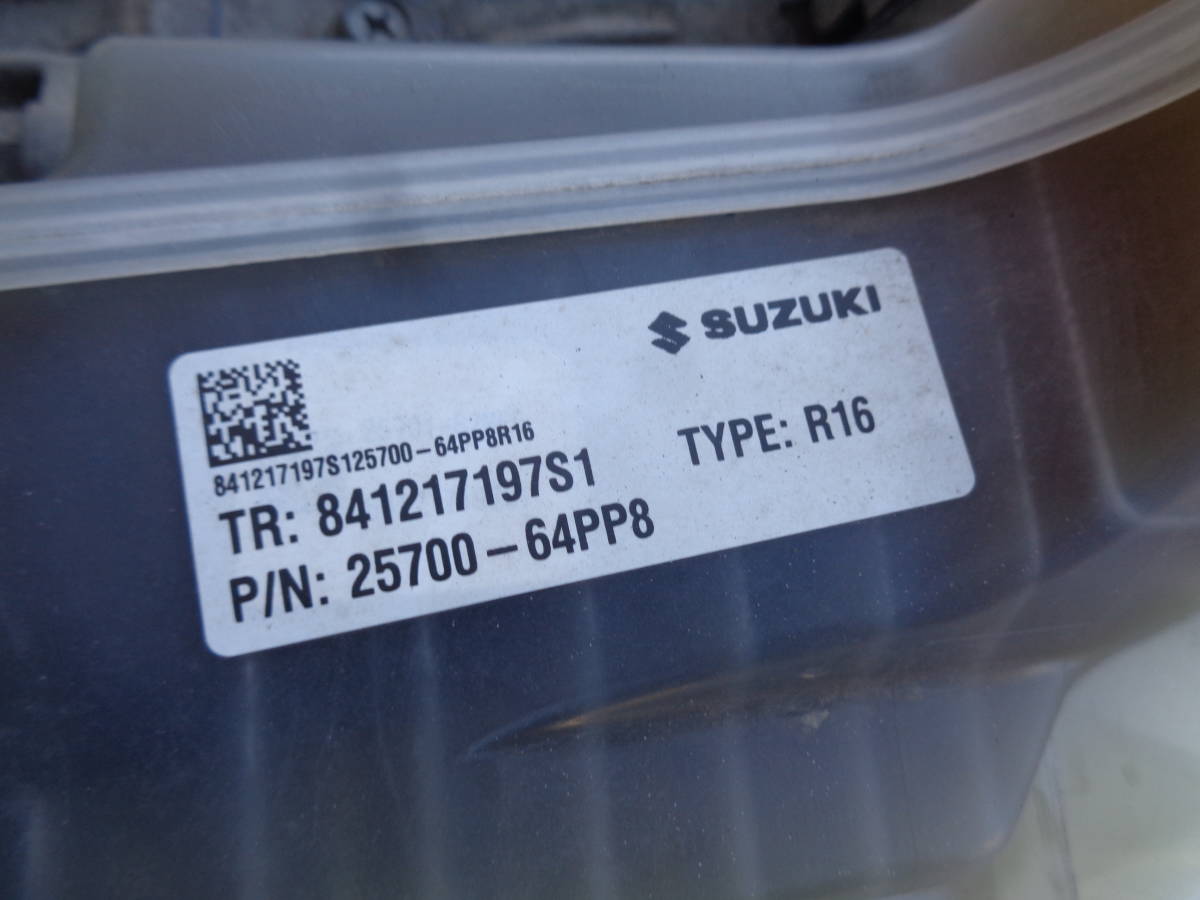 SUZUKI
841217197S125700-64PP8R16
TR: 841217197S1
TYPE: R16
P/N: 25700-64PP8